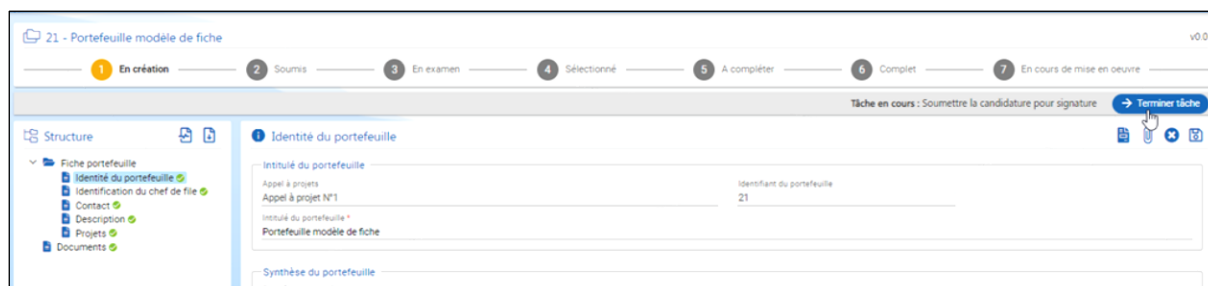 21 - Portefeuille modèle de fiche v0.0
1 En création 2 Soumis 3 En examen 4 Sélectionné 5 A compléter 6 Complet 7 En cours de mise en oeuvre
Tâche en cours : Soumettre la candidature pour signature → Terminer tâche
Structure
Fiche portefeuille
Identité du portefeuille
Identification du chef de file
Contact
Description
Projets
Documents
Identité du portefeuille
Intitulé du portefeuille
Appel à projets Identifiant du portefeuille
Appel à projet N°1 21
Intitulé du portefeuille *
Portefeuille modèle de fiche
Synthèse du portefeuille